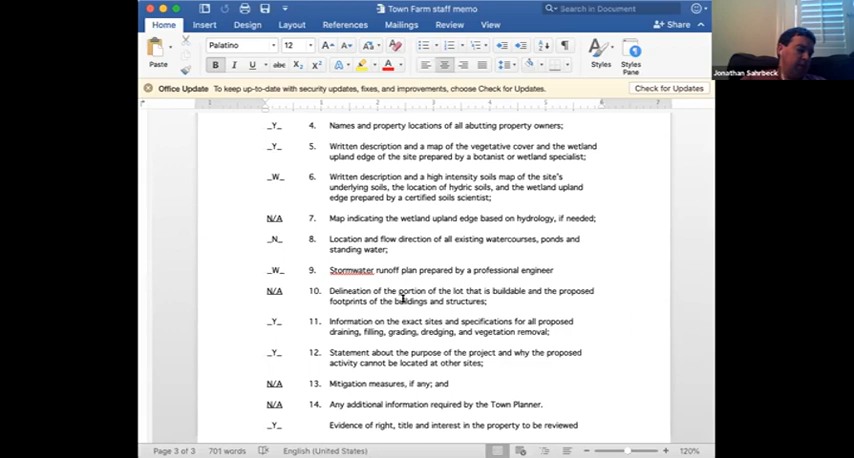 Town Farm staff memo
Search in Document
Home Insert Design Layout References Mailings Review View
Share
Palatino 12
Paste
B I U abc X₂ X² A A
Styles Styles Pane
Office Update To keep up-to-date with security updates, fixes, and improvements, choose Check for Updates.
Check for Updates
Jonathan Sahrbeck
1 1 2 3 4 5 6 7
_Y_ 4. Names and property locations of all abutting property owners;
_Y_ 5. Written description and a map of the vegetative cover and the wetland
upland edge of the site prepared by a botanist or wetland specialist;
_W_ 6. Written description and a high intensity soils map of the site's
underlying soils, the location of hydric soils, and the wetland upland
edge prepared by a certified soils scientist;
N/A 7. Map indicating the wetland upland edge based on hydrology, if needed;
_N_ 8. Location and flow direction of all existing watercourses, ponds and
standing water;
_W_ 9. Stormwater runoff plan prepared by a professional engineer
N/A 10. Delineation of the portion of the lot that is buildable and the proposed
footprints of the buildings and structures;
_Y_ 11. Information on the exact sites and specifications for all proposed
draining, filling, grading, dredging, and vegetation removal;
_Y_ 12. Statement about the purpose of the project and why the proposed
activity cannot be located at other sites;
N/A 13. Mitigation measures, if any; and
N/A 14. Any additional information required by the Town Planner.
_Y_ Evidence of right, title and interest in the property to be reviewed
Page 3 of 3 701 words English (United States) 120%